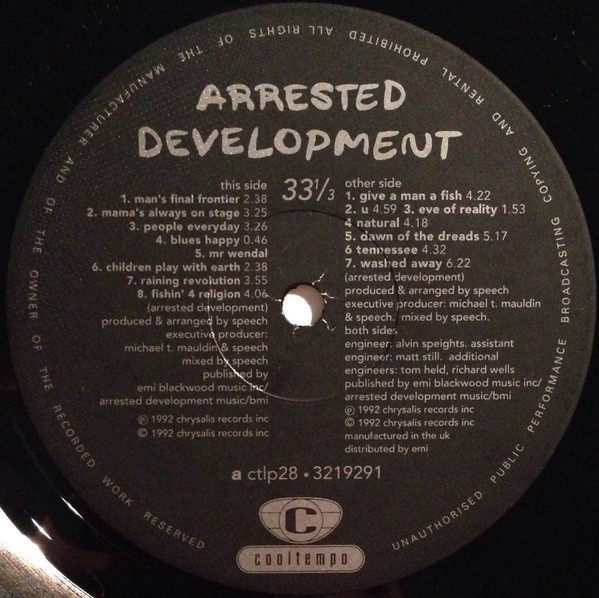 ARRESTED
DEVELOPMENT
this side
1. man's final frontier 2.38
2. mama's always on stage 3.25
3. people everyday 3.26
4. blues happy 0.46
5. mr wendal
6. children play with earth 2.38
7. raining revolution 3.55
8. fishin' 4 religion 4.06
(arrested development)
produced & arranged by speech
executive producer:
michael t. mauldin & speech
mixed by speech
published by
emi blackwood music inc/
arrested development music/bmi
℗ 1992 chrysalis records inc
© 1992 chrysalis records inc
33⅓
other side
1. give a man a fish 4.22
2. u 4.59 3. eve of reality 1.53
4 natural 4.18
5. dawn of the dreads 5.17
6 tennessee 4.32
7. washed away 6.22
(arrested development)
produced & arranged by speech
executive producer: michael t. mauldin
& speech. mixed by speech.
both sides
engineer: alvin speights. assistant
engineer: matt still. additional
engineers: tom held, richard wells
published by emi blackwood music inc/
arrested development music/bmi
℗ 1992 chrysalis records inc
© 1992 chrysalis records inc
manufactured in the uk
distributed by emi
a ctlp28 • 3219291
C
cooltempo
ALL RIGHTS OF THE MANUFACTURER AND OF THE OWNER OF THE RECORDED WORK RESERVED
UNAUTHORISED PUBLIC PERFORMANCE BROADCASTING COPYING AND RENTAL PROHIBITED